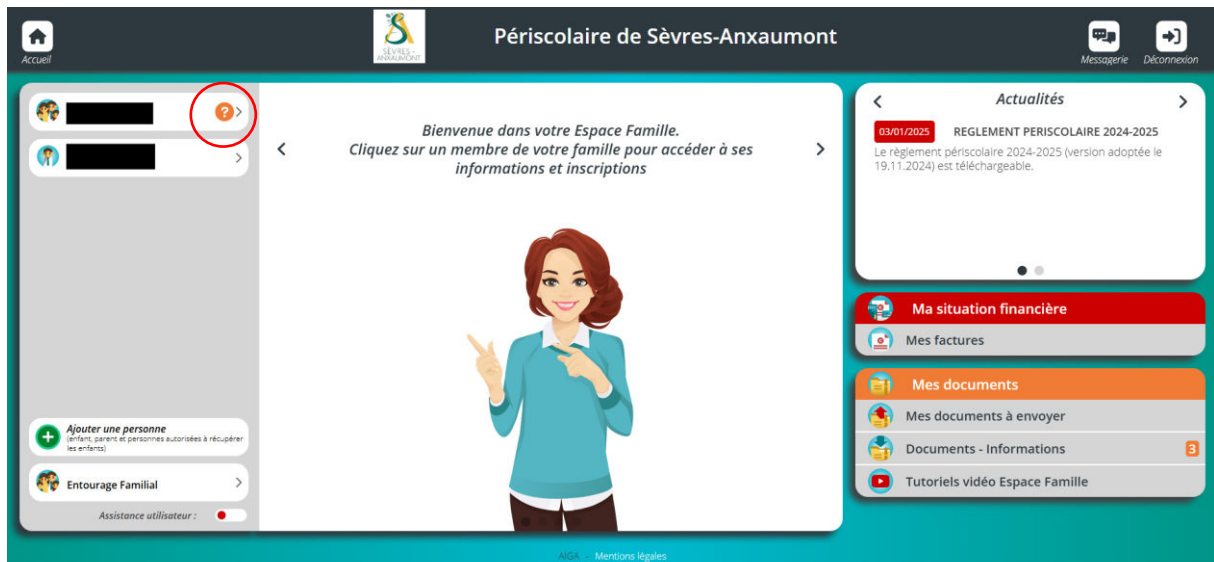 Accueil
SÈVRES-
ANXAUMONT
Périscolaire de Sèvres-Anxaumont
Messagerie
Déconnexion
?
Bienvenue dans votre Espace Famille.
Cliquez sur un membre de votre famille pour accéder à ses
informations et inscriptions
Ajouter une personne
(enfant, parent et personnes autorisées à récupérer
les enfants)
Entourage Familial
Assistance utilisateur :
Actualités
03/01/2025 REGLEMENT PERISCOLAIRE 2024-2025
Le règlement périscolaire 2024-2025 (version adoptée le
19.11.2024) est téléchargeable.
Ma situation financière
Mes factures
Mes documents
Mes documents à envoyer
Documents - Informations 3
Tutoriels vidéo Espace Famille
AIGA - Mentions légales